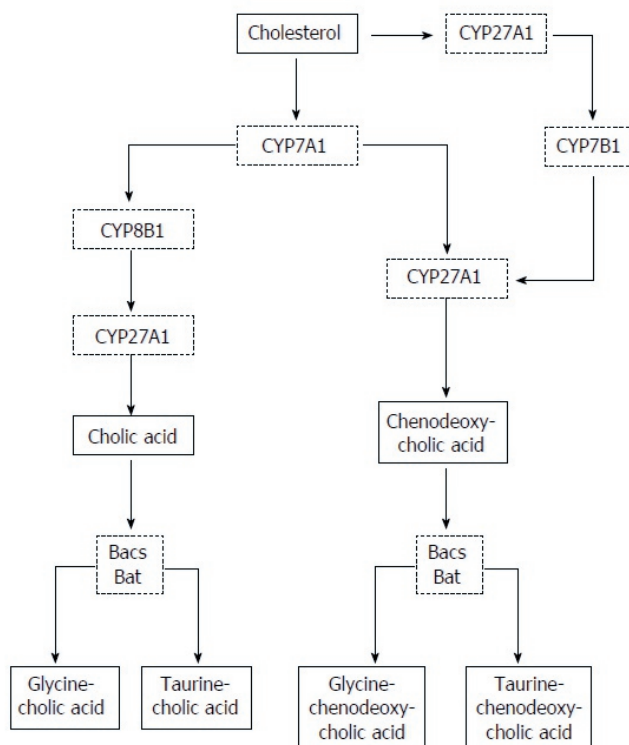 Cholesterol
CYP27A1
CYP7A1
CYP7B1
CYP8B1
CYP27A1
CYP27A1
Cholic acid
Chenodeoxy-
cholic acid
Bacs
Bat
Bacs
Bat
Glycine-
cholic acid
Taurine-
cholic acid
Glycine-
chenodeoxy-
cholic acid
Taurine-
chenodeoxy-
cholic acid